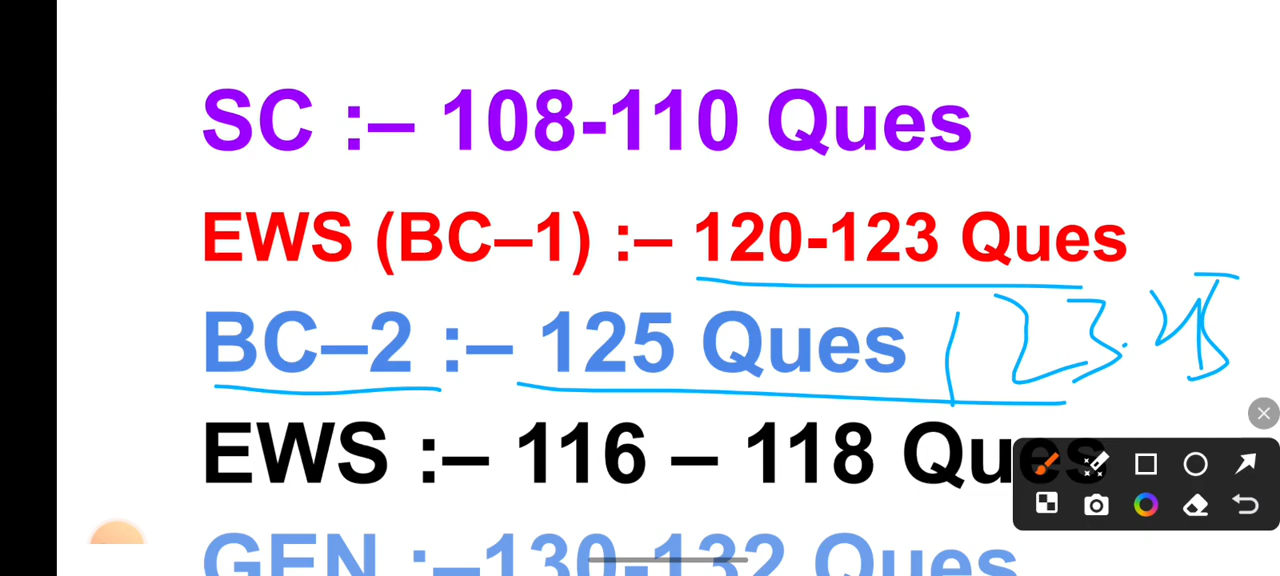 SC :– 108-110 Ques
EWS (BC–1) :– 120-123 Ques
BC–2 :– 125 Ques 123.45
EWS :– 116 – 118 Ques
GEN :–130-132 Ques